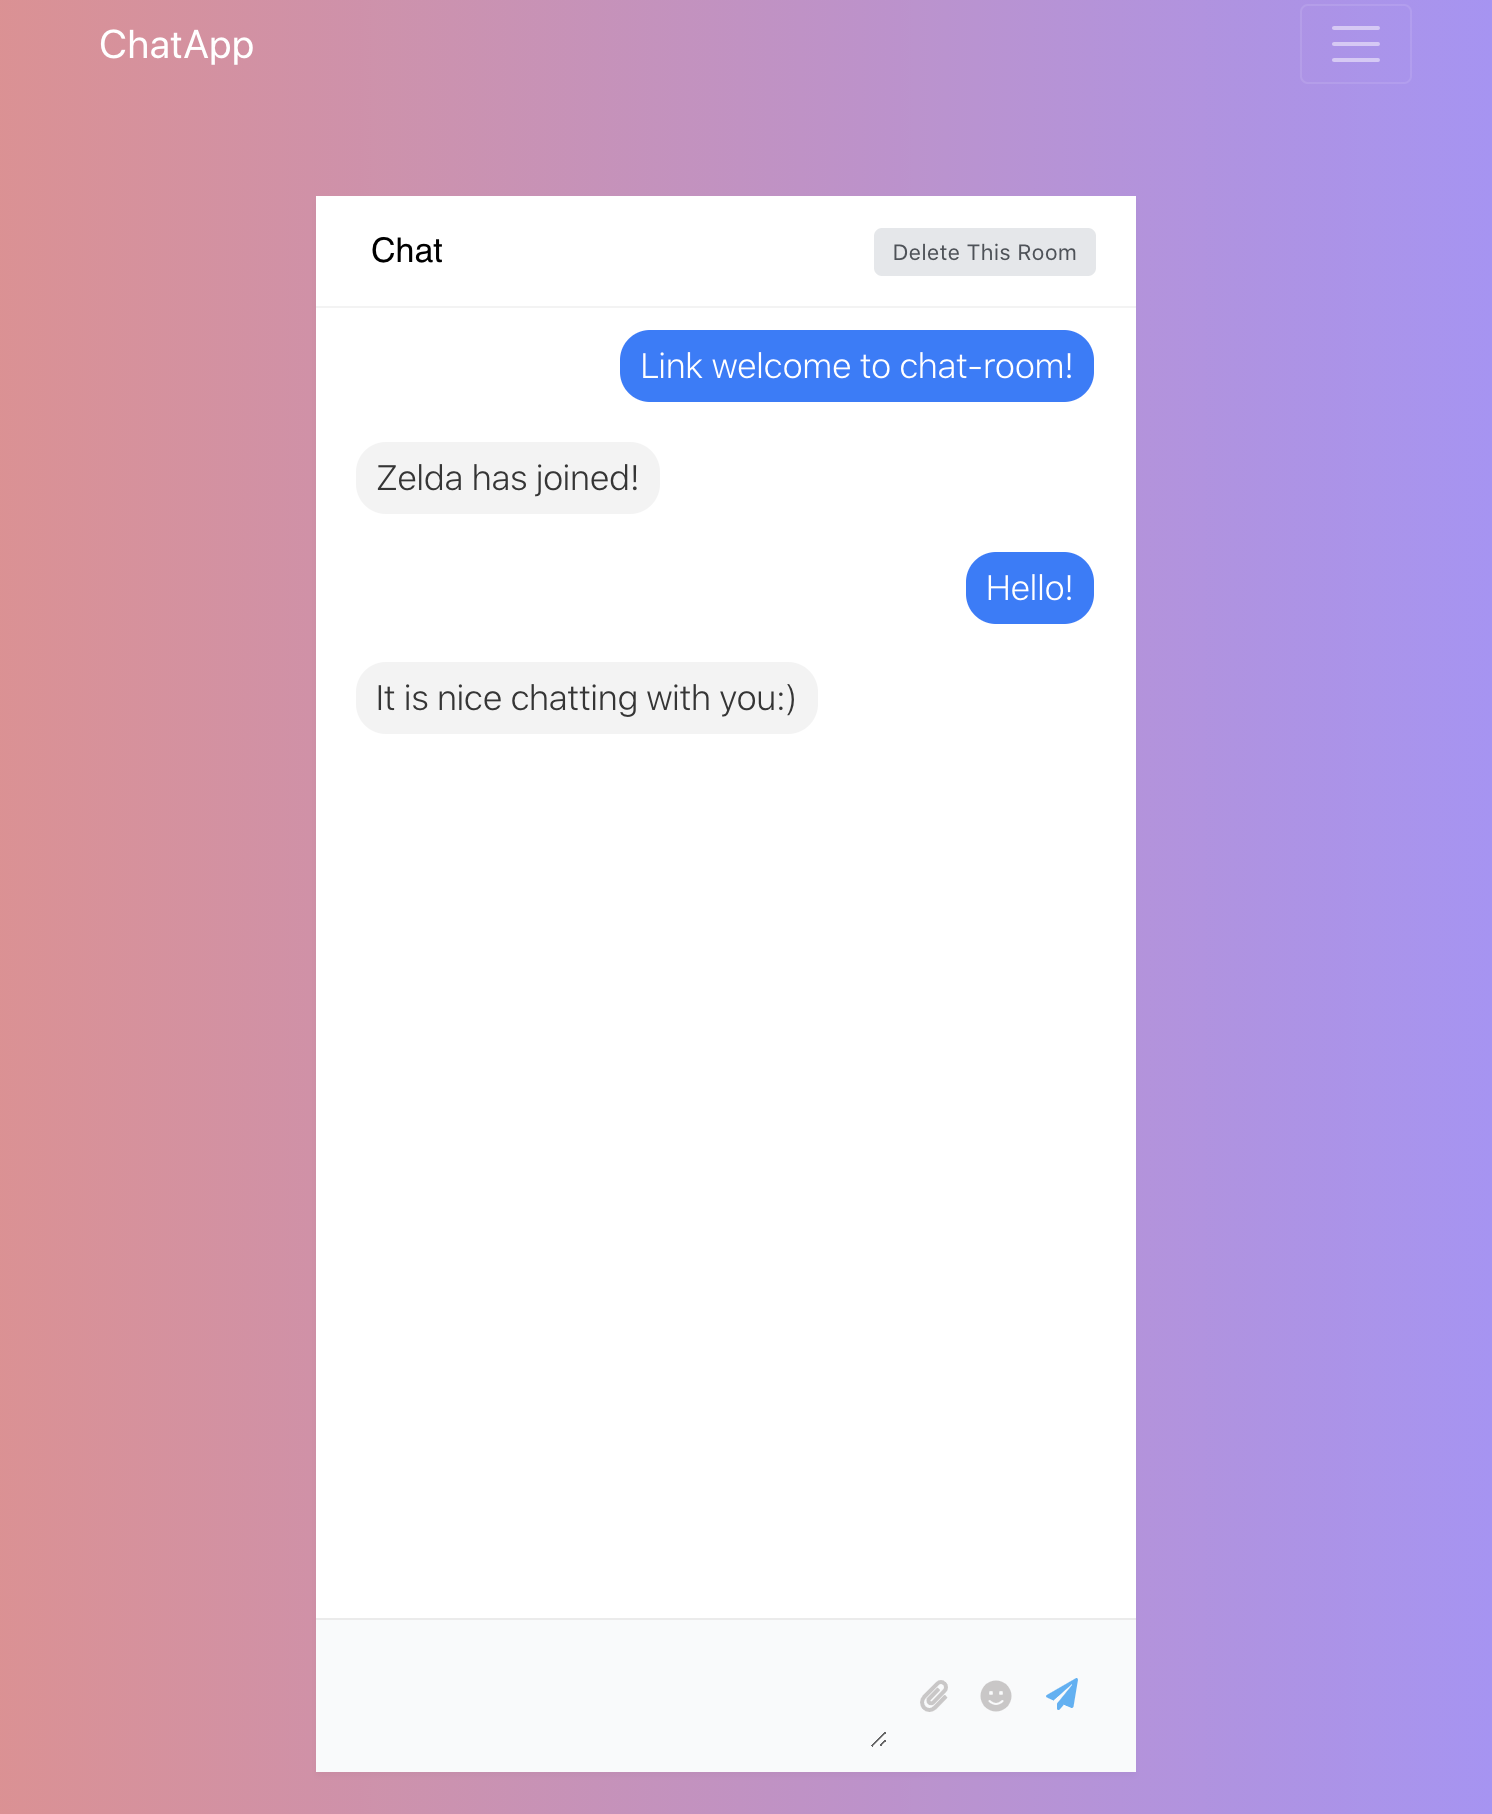 ChatApp
Chat
Delete This Room
Link welcome to chat-room!
Zelda has joined!
Hello!
It is nice chatting with you:)